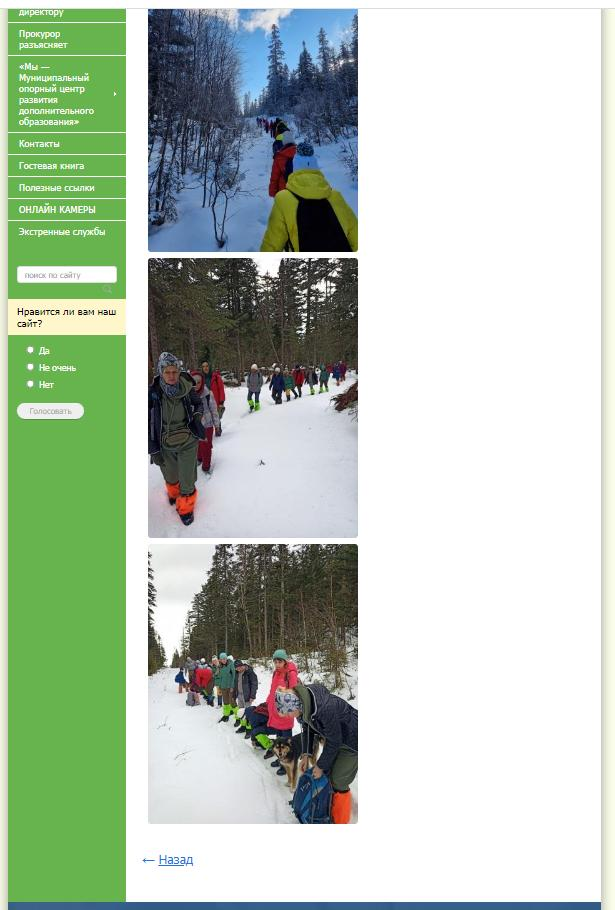 директору
Прокурор
разъясняет
«Мы —
Муниципальный
опорный центр
развития
дополнительного
образования»
Контакты
Гостевая книга
Полезные ссылки
ОНЛАЙН КАМЕРЫ
Экстренные службы
поиск по сайту
Нравится ли вам наш
сайт?
Да
Не очень
Нет
Голосовать
← Назад